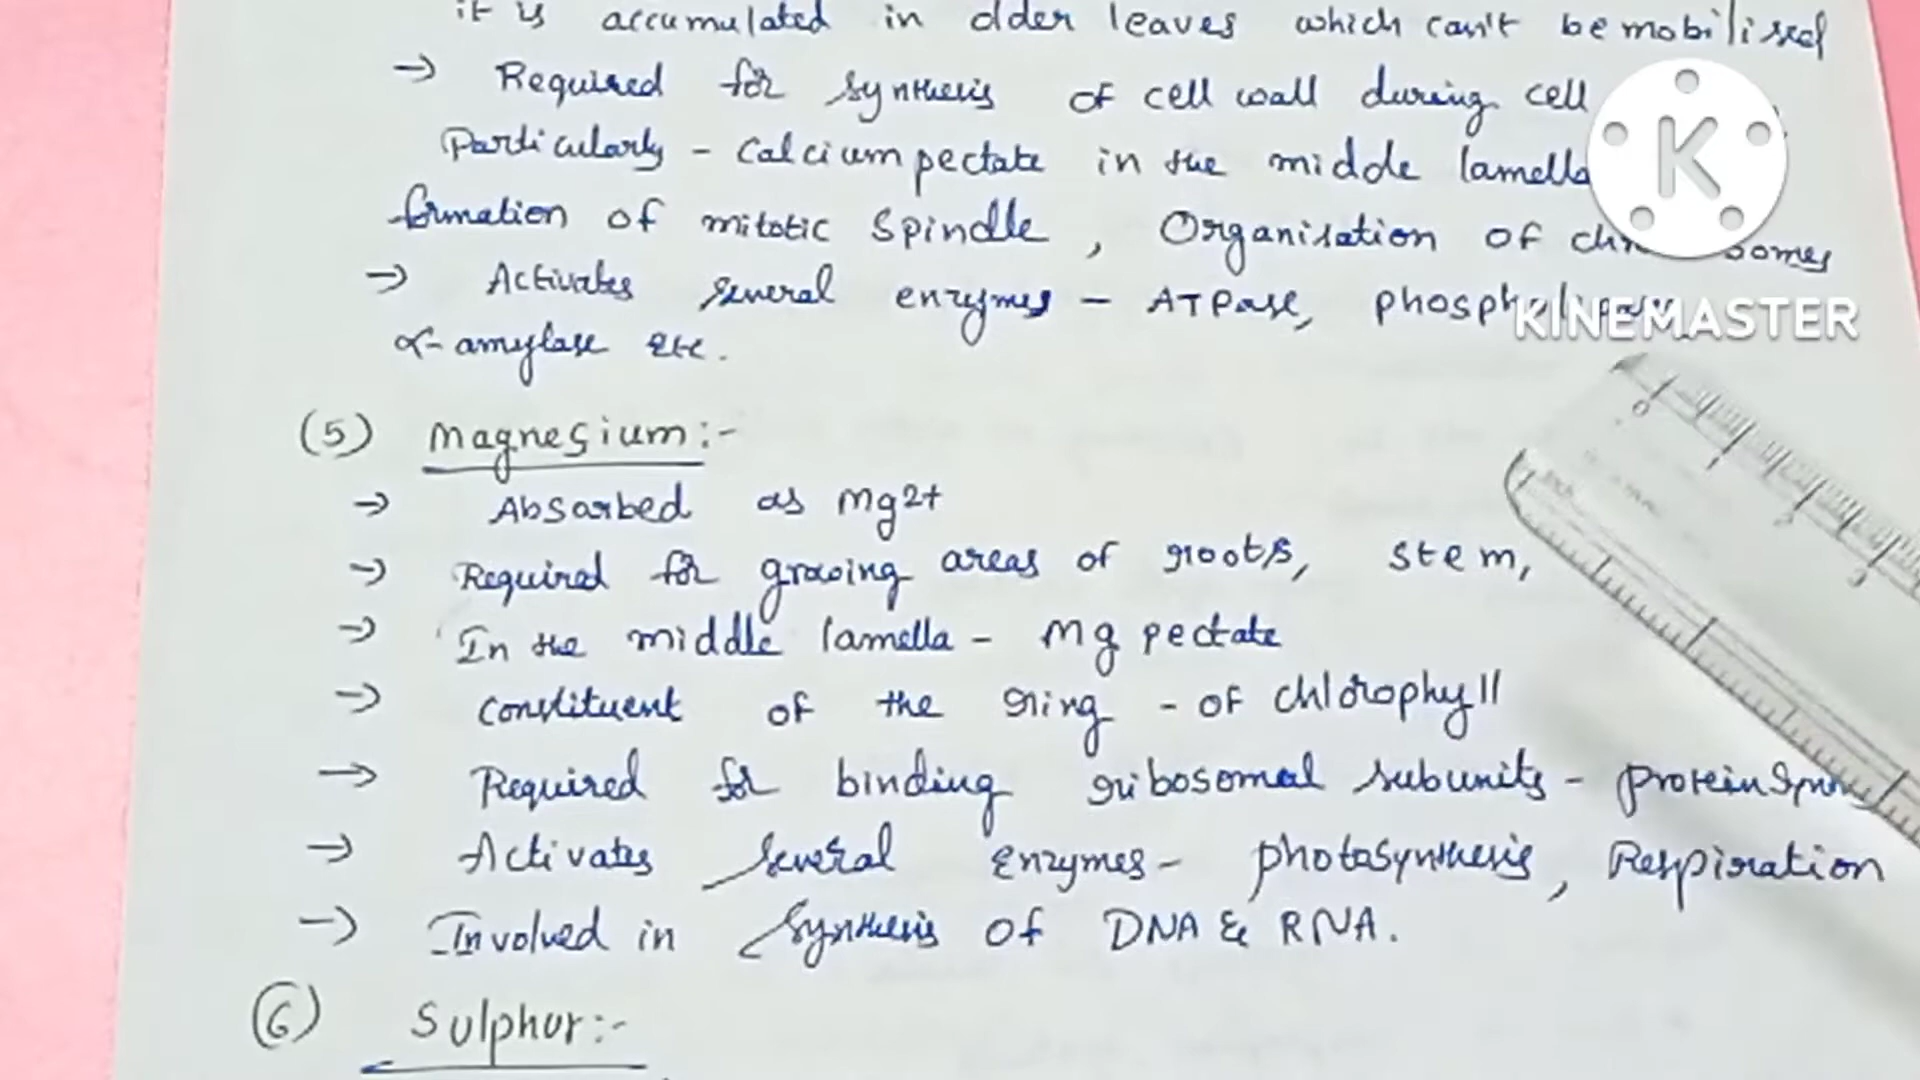 it is accumulated in older leaves which can't be mobilised
→ Required for synthesis of cell wall during cell
Particularly - Calcium pectate in the middle lamella
formation of mitotic spindle, Organisation of
→ Activates several enzymes - ATPase,
α-amylase etc.
(5) Magnesium:-
→ Absorbed as Mg2+
→ Required for growing areas of roots, stem,
→ In the middle lamella - Mg pectate
→ Constituent of the ring - of chlorophyll
→ Required for binding ribosomal subunits - protein
→ Activates several enzymes - photosynthesis, Respiration
→ Involved in synthesis of DNA & RNA.
(6) Sulphur:-
K
KINEMASTER